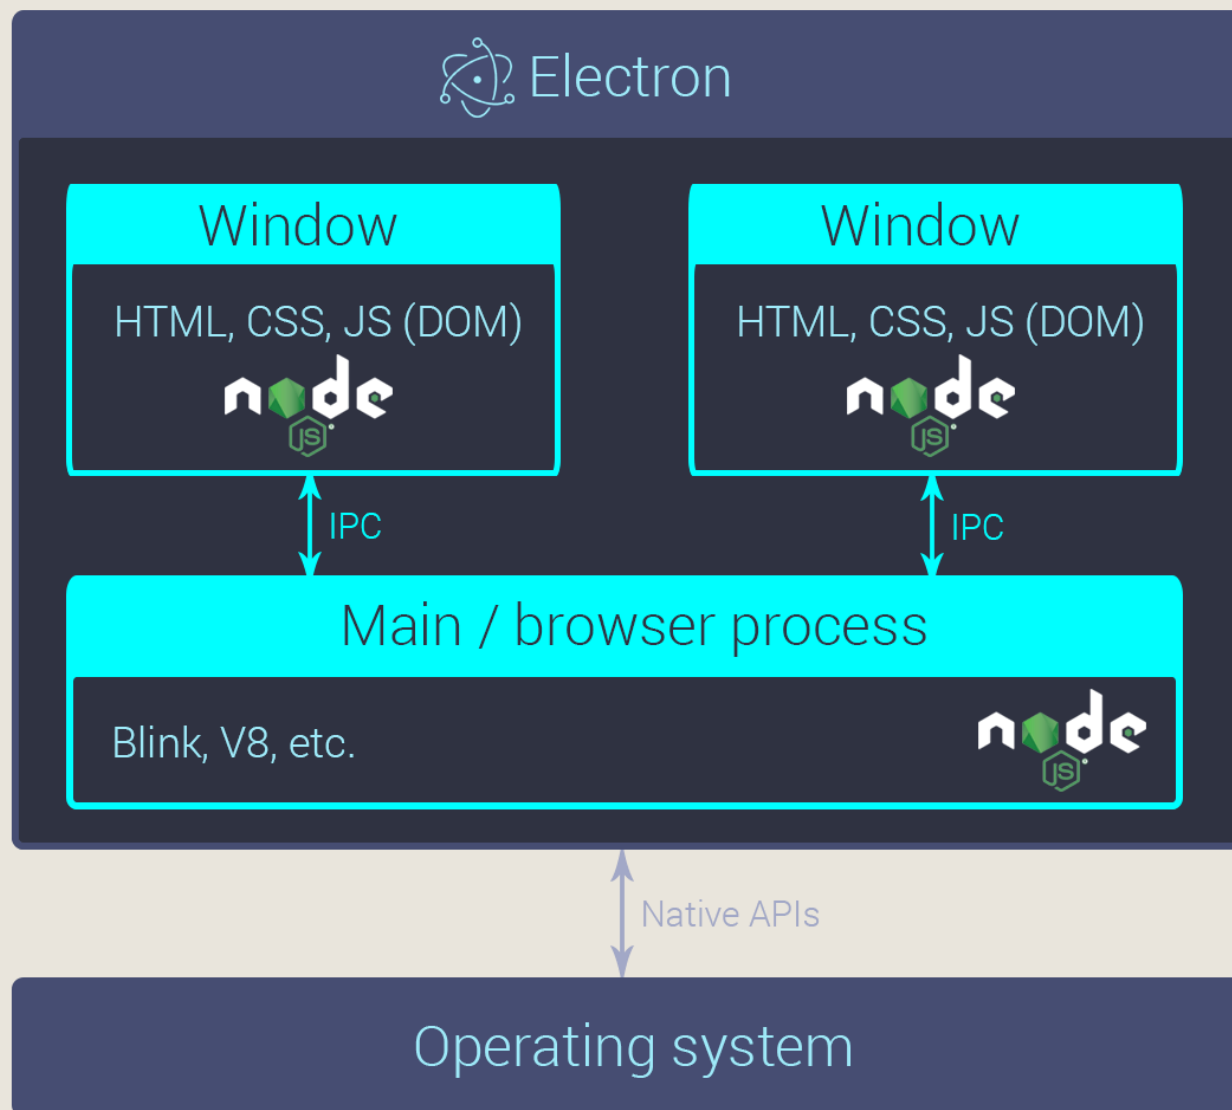 Electron
Window
Window
HTML, CSS, JS (DOM)
HTML, CSS, JS (DOM)
node
JS
node
JS
IPC
IPC
Main / browser process
Blink, V8, etc.
node
JS
Native APIs
Operating system